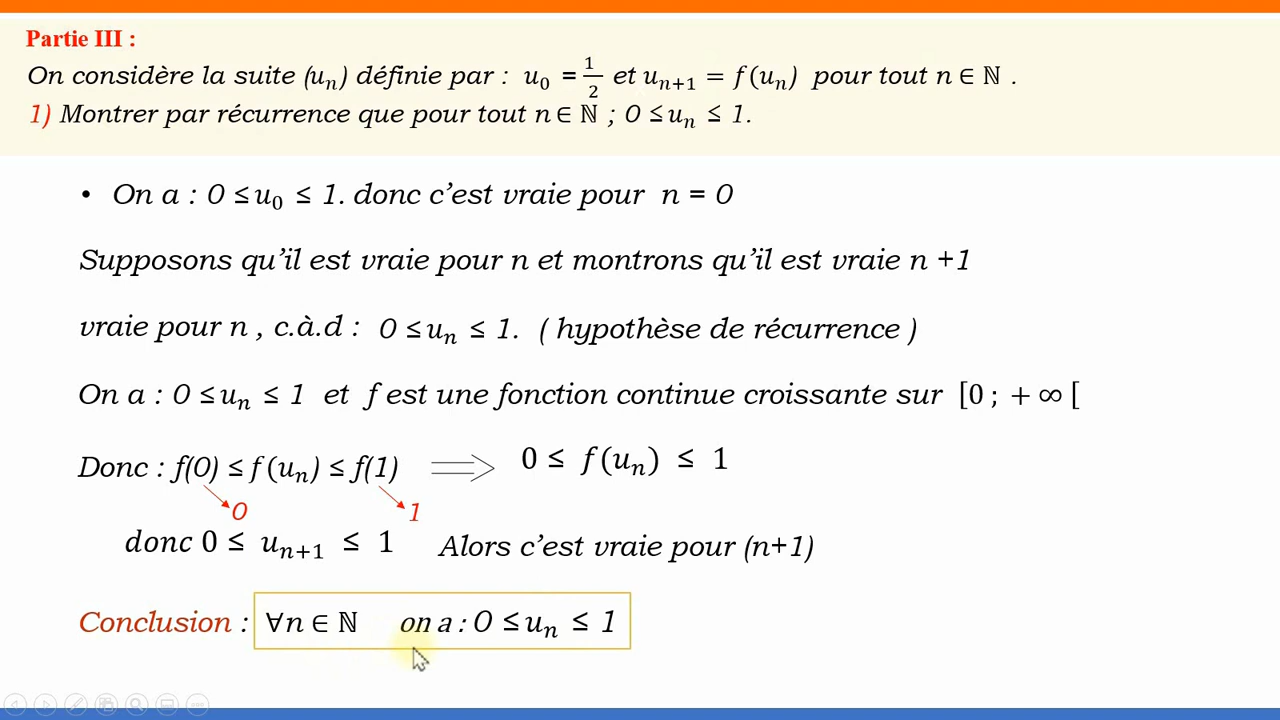 Partie III :
On considère la suite (uₙ) définie par : u₀ = 1/2 et uₙ₊₁ = f(uₙ) pour tout n ∈ ℕ .
1) Montrer par récurrence que pour tout n ∈ ℕ ; 0 ≤ uₙ ≤ 1.
• On a : 0 ≤ u₀ ≤ 1. donc c'est vraie pour n = 0
Supposons qu'il est vraie pour n et montrons qu'il est vraie n +1
vraie pour n , c.à.d : 0 ≤ uₙ ≤ 1. ( hypothèse de récurrence )
On a : 0 ≤ uₙ ≤ 1 et f est une fonction continue croissante sur [0 ; + ∞ [
Donc : f(0) ≤ f(uₙ) ≤ f(1) ⟹ 0 ≤ f(uₙ) ≤ 1
0 1
donc 0 ≤ uₙ₊₁ ≤ 1 Alors c'est vraie pour (n+1)
Conclusion : ∀n ∈ ℕ on a : 0 ≤ uₙ ≤ 1